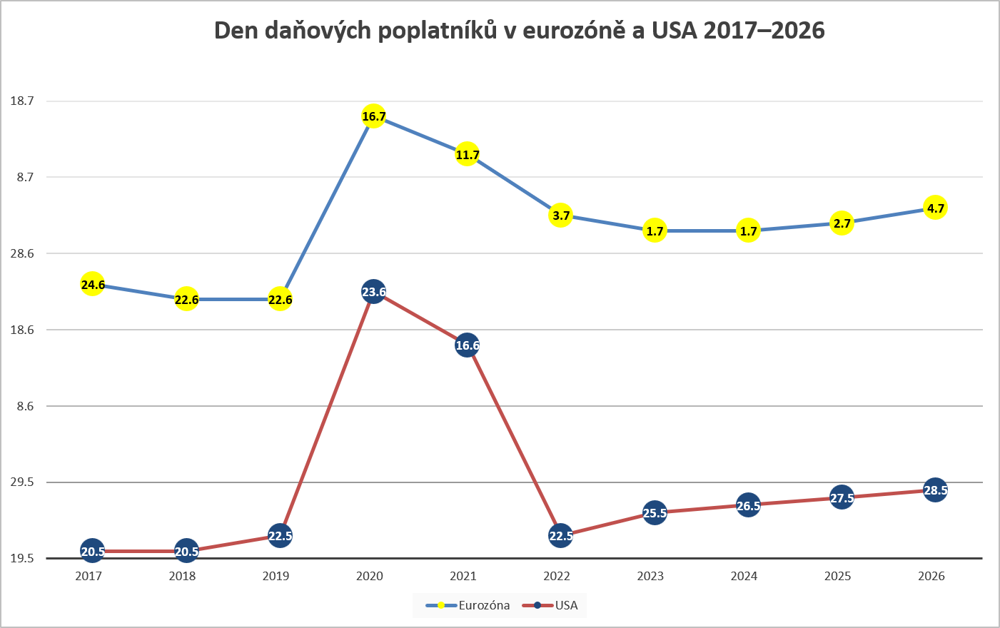 Den daňových poplatníků v eurozóně a USA 2017–2026
18.7
8.7
28.6
18.6
8.6
29.5
19.5
24.6 22.6 22.6 16.7 11.7 3.7 1.7 1.7 2.7 4.7
20.5 20.5 22.5 23.6 16.6 22.5 25.5 26.5 27.5 28.5
2017 2018 2019 2020 2021 2022 2023 2024 2025 2026
Eurozóna USA